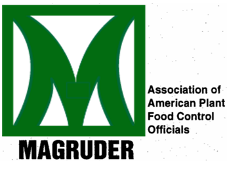 M
MAGRUDER
Association of
American Plant
Food Control
Officials